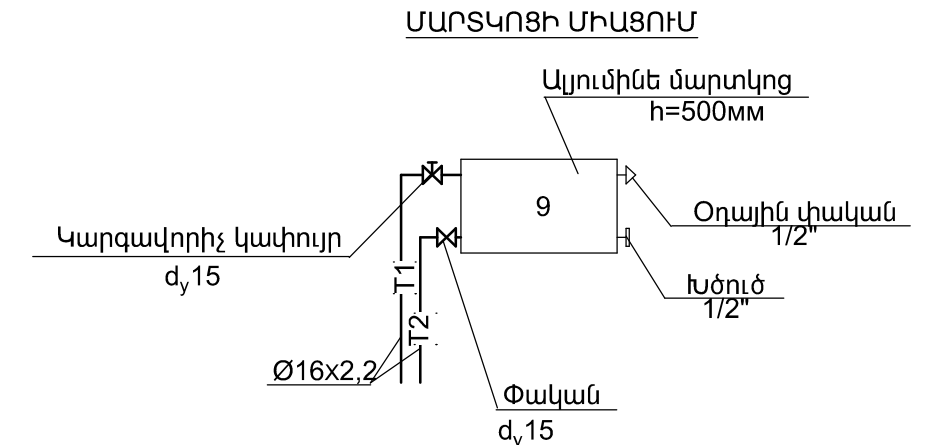 ՄԱՐՏԿՈՑԻ ՄԻԱՑՈՒՄ
Ալյումինե մարտկոց
h=500мм
9
Օդային փական
1/2"
Կարգավորիչ կափույր
dy15
T1
Խծուծ
1/2"
T2
Ø16x2,2
Փական
dy15